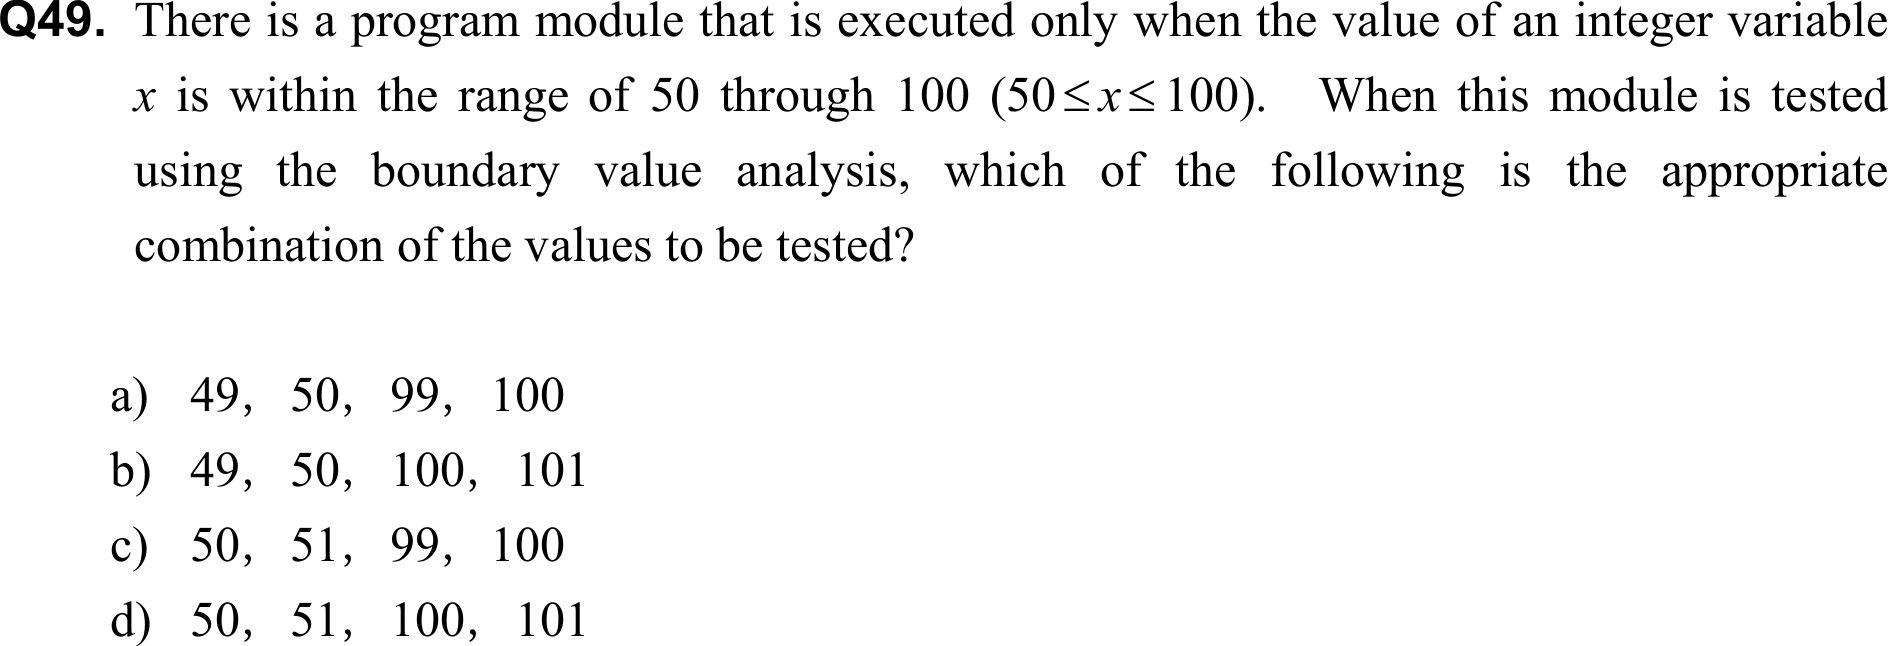 Q49. There is a program module that is executed only when the value of an integer variable
x is within the range of 50 through 100 (50≤x≤100). When this module is tested
using the boundary value analysis, which of the following is the appropriate
combination of the values to be tested?
a) 49, 50, 99, 100
b) 49, 50, 100, 101
c) 50, 51, 99, 100
d) 50, 51, 100, 101